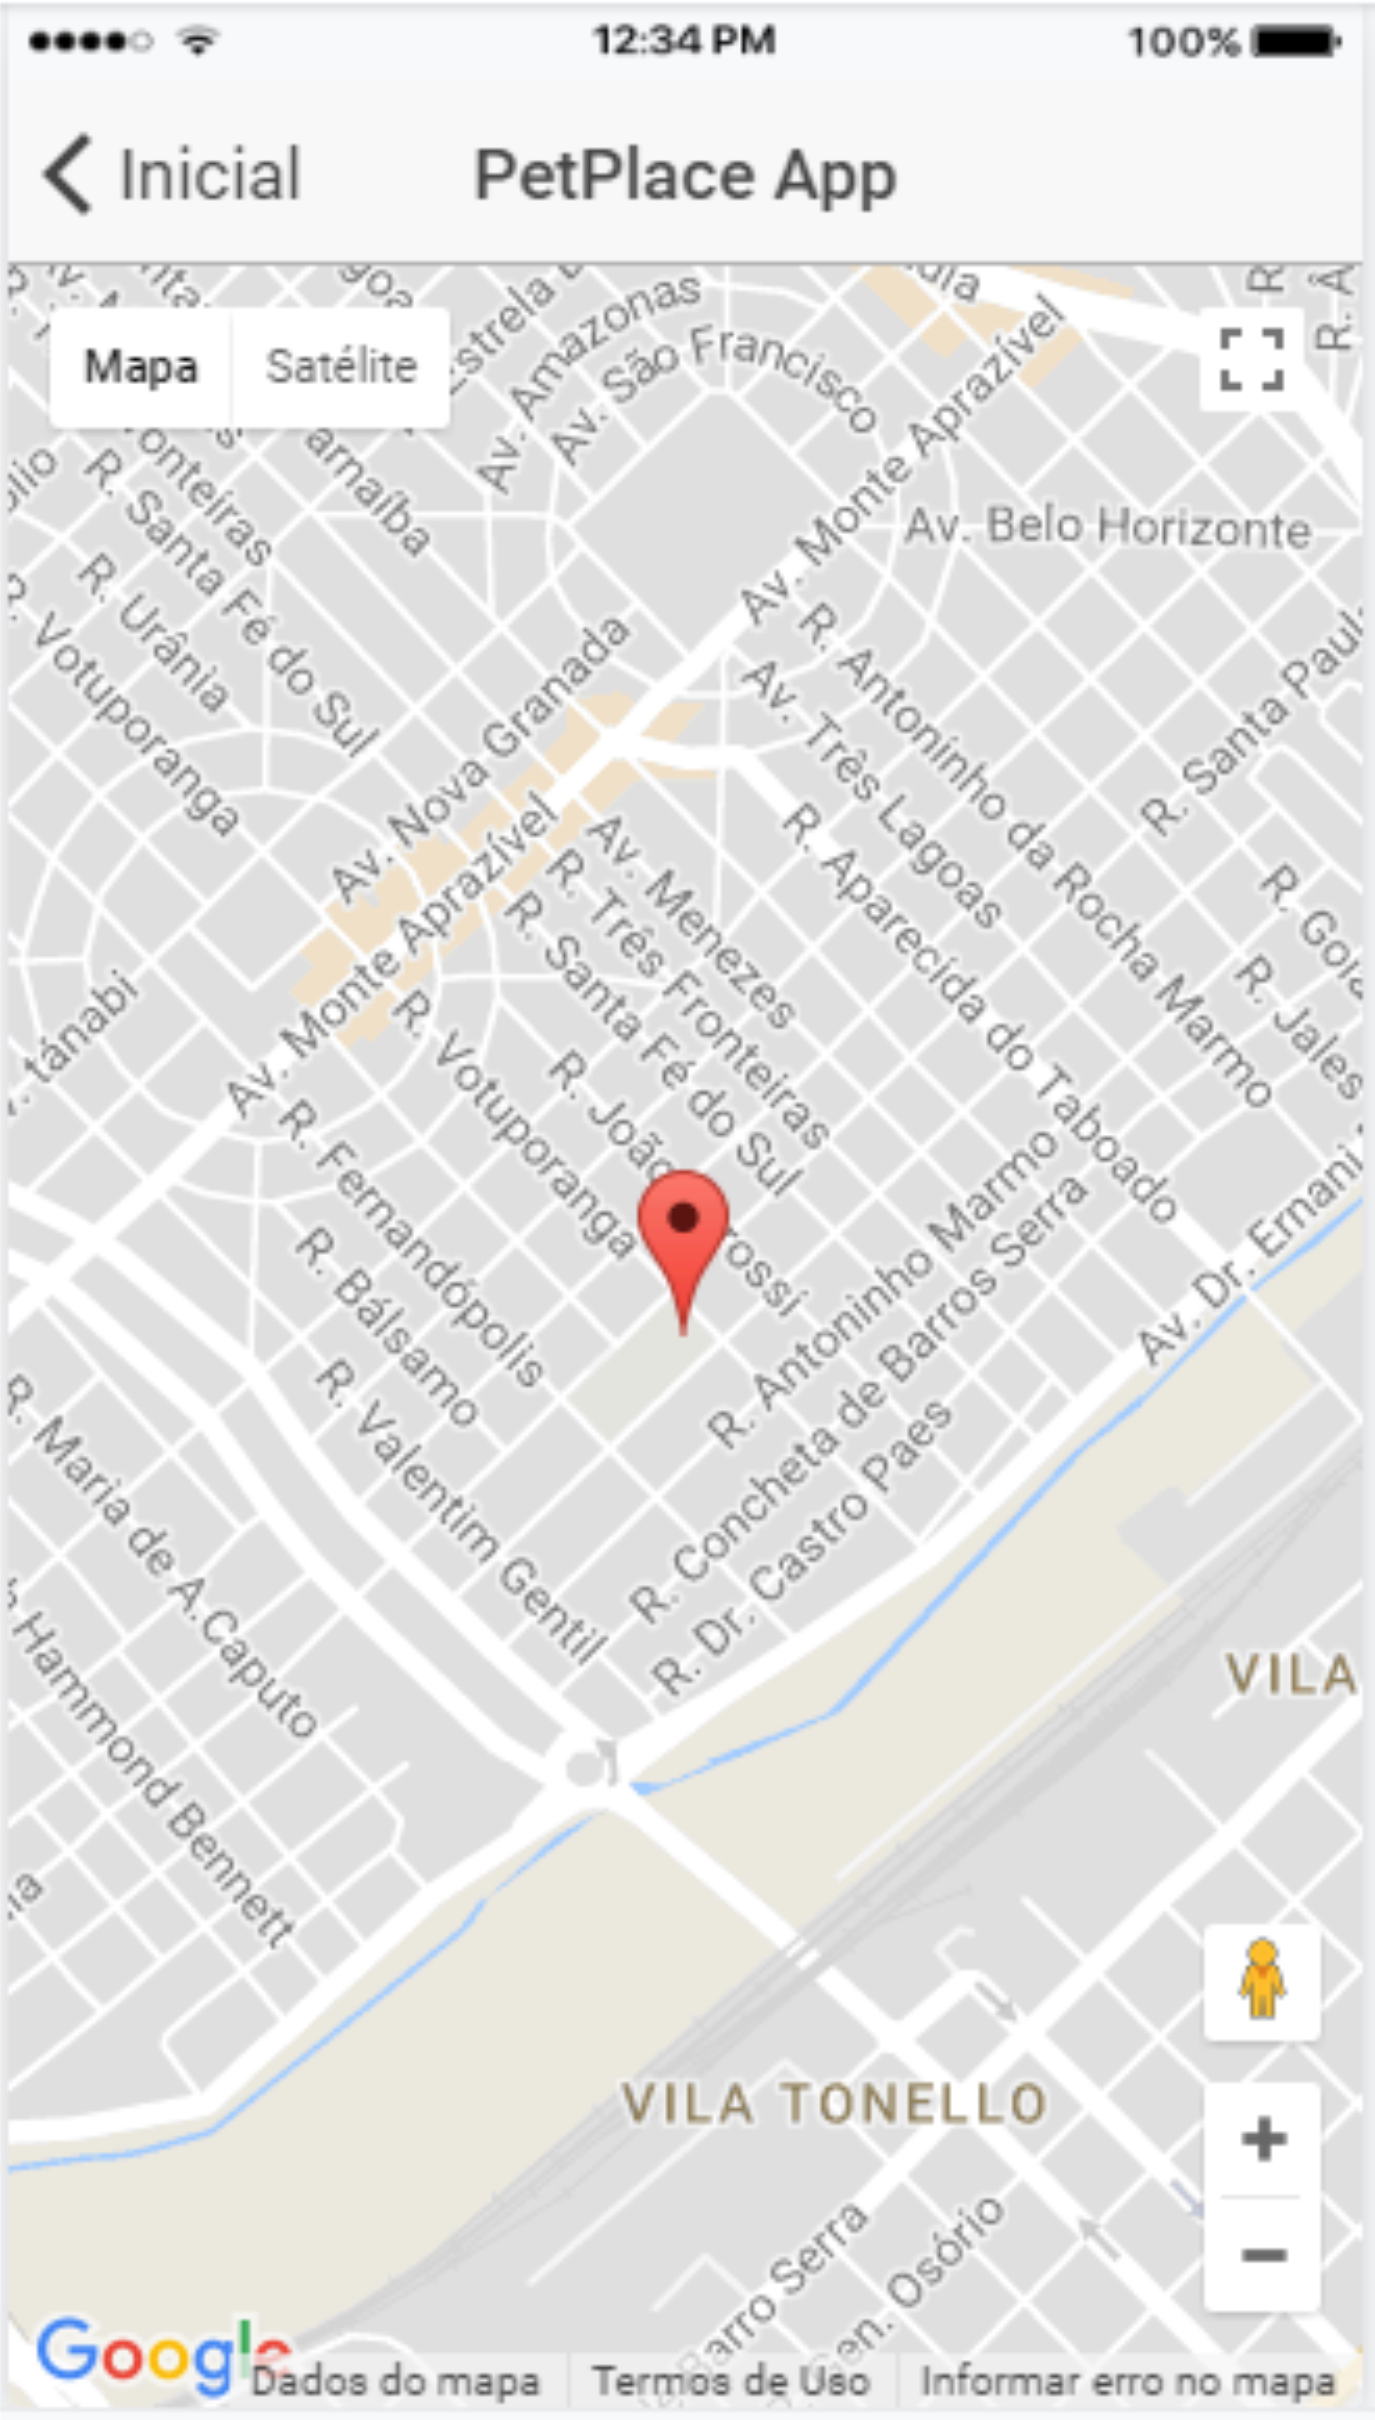 12:34 PM
100%
Inicial
PetPlace App
Mapa
Satélite
Av. Amazonas
Av. São Francisco
Av. Monte Aprazível
Av. Belo Horizonte
R. Santa Fé do Sul
R. Urânia
Votuporanga
Av. Nova Granada
R. Antoninho da Rocha Marmo
Av. Três Lagoas
R. Aparecida do Taboado
Av. Monte Aprazível
Av. Menezes
R. Três Fronteiras
R. Santa Fé do Sul
R. Votuporanga
R. João
R. Jales
R. Fernandópolis
R. Bálsamo
R. Valentim Gentil
R. Antoninho Marmo
R. Concheta de Barros Serra
R. Dr. Castro Paes
Av. Dr. Ernani
R. Maria de A.Caputo
Hammond Bennett
VILA
VILA TONELLO
Barro Serra
Osório
Google
Dados do mapa
Termos de Uso
Informar erro no mapa